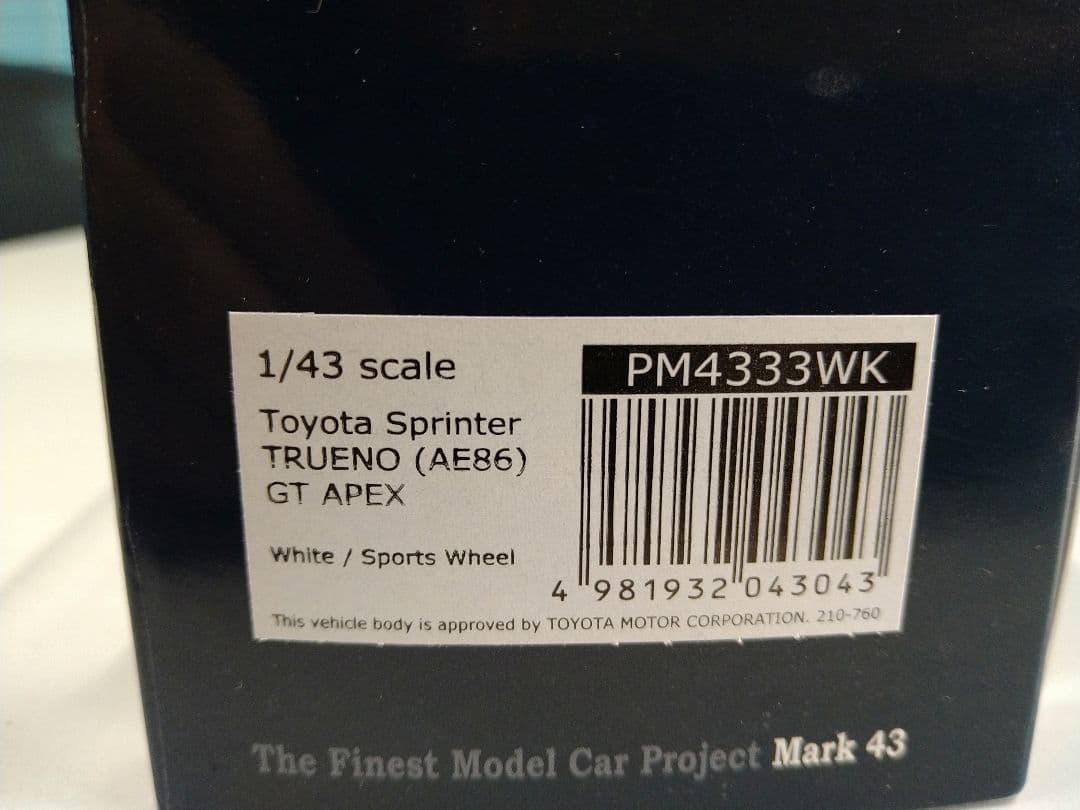 1/43 scale
PM4333WK
Toyota Sprinter
TRUENO (AE86)
GT APEX
White / Sports Wheel
4 981932 043043
This vehicle body is approved by TOYOTA MOTOR CORPORATION. 210-760
The Finest Model Car Project Mark 43